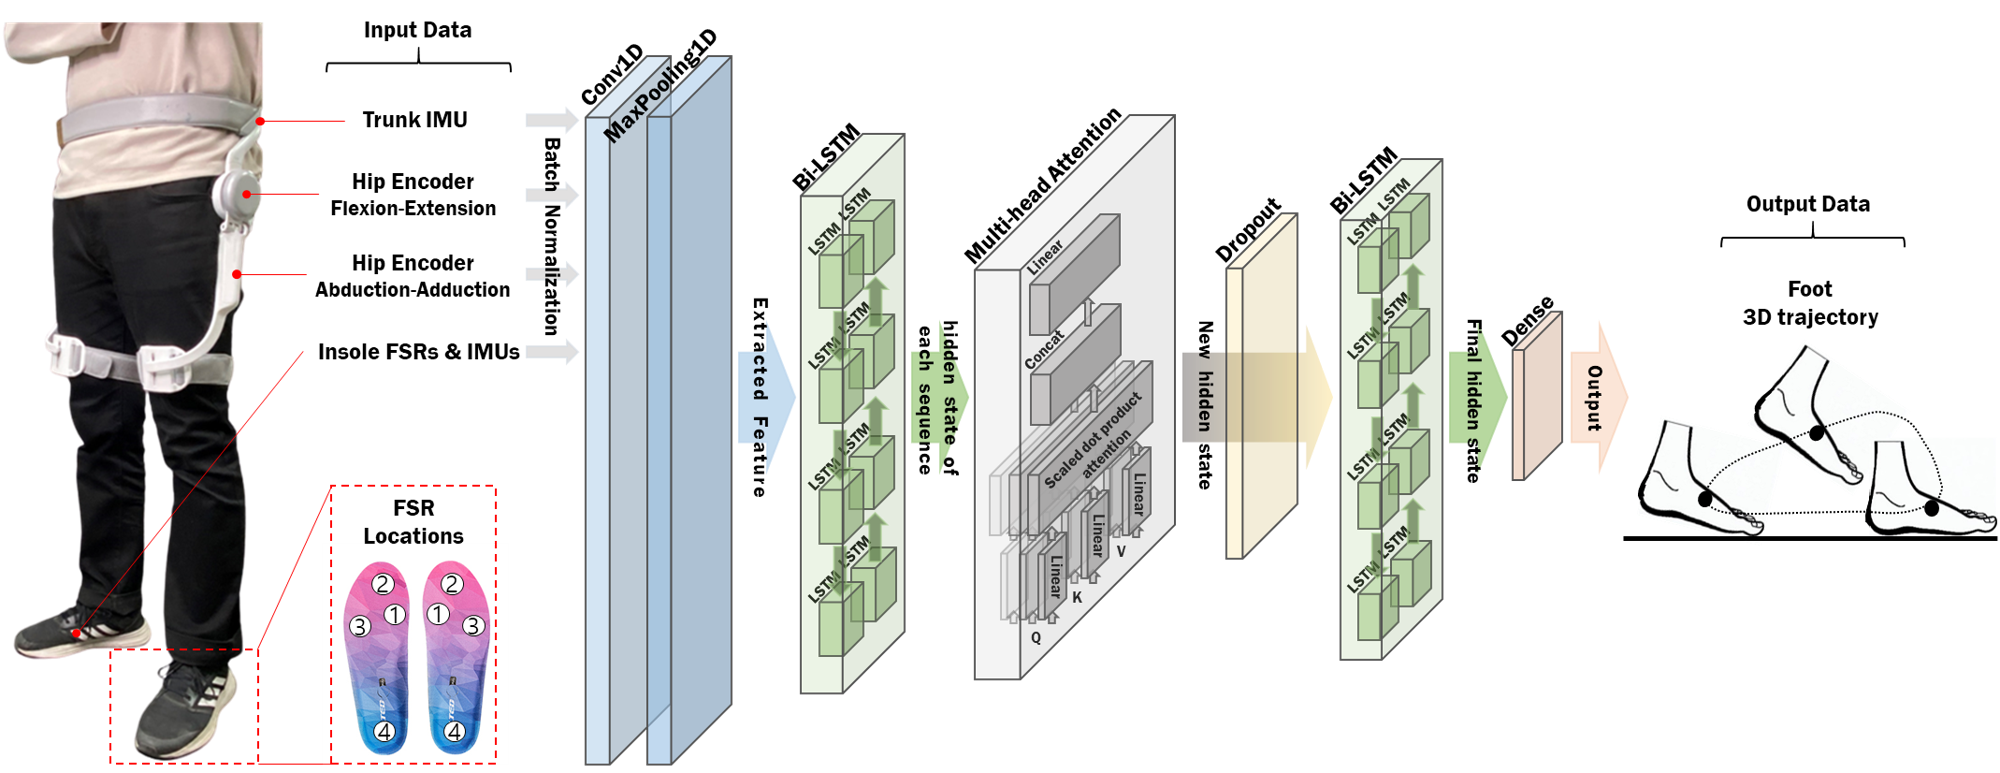 Input Data
Trunk IMU
Hip Encoder
Flexion-Extension
Hip Encoder
Abduction-Adduction
Insole FSRs & IMUs
FSR
Locations
2
1
3
4
2
1
3
4
Batch Normalization
Conv1D
MaxPooling1D
Extracted Feature
Bi-LSTM
LSTM
LSTM
LSTM
LSTM
LSTM
LSTM
LSTM
LSTM
hidden state of
each sequence
Multi-head Attention
Linear
Concat
Scaled dot product
attention
Linear
Linear
Linear
Q
K
V
New hidden state
Dropout
Bi-LSTM
LSTM
LSTM
LSTM
LSTM
LSTM
LSTM
LSTM
LSTM
Final hidden state
Dense
Output
Output Data
Foot
3D trajectory